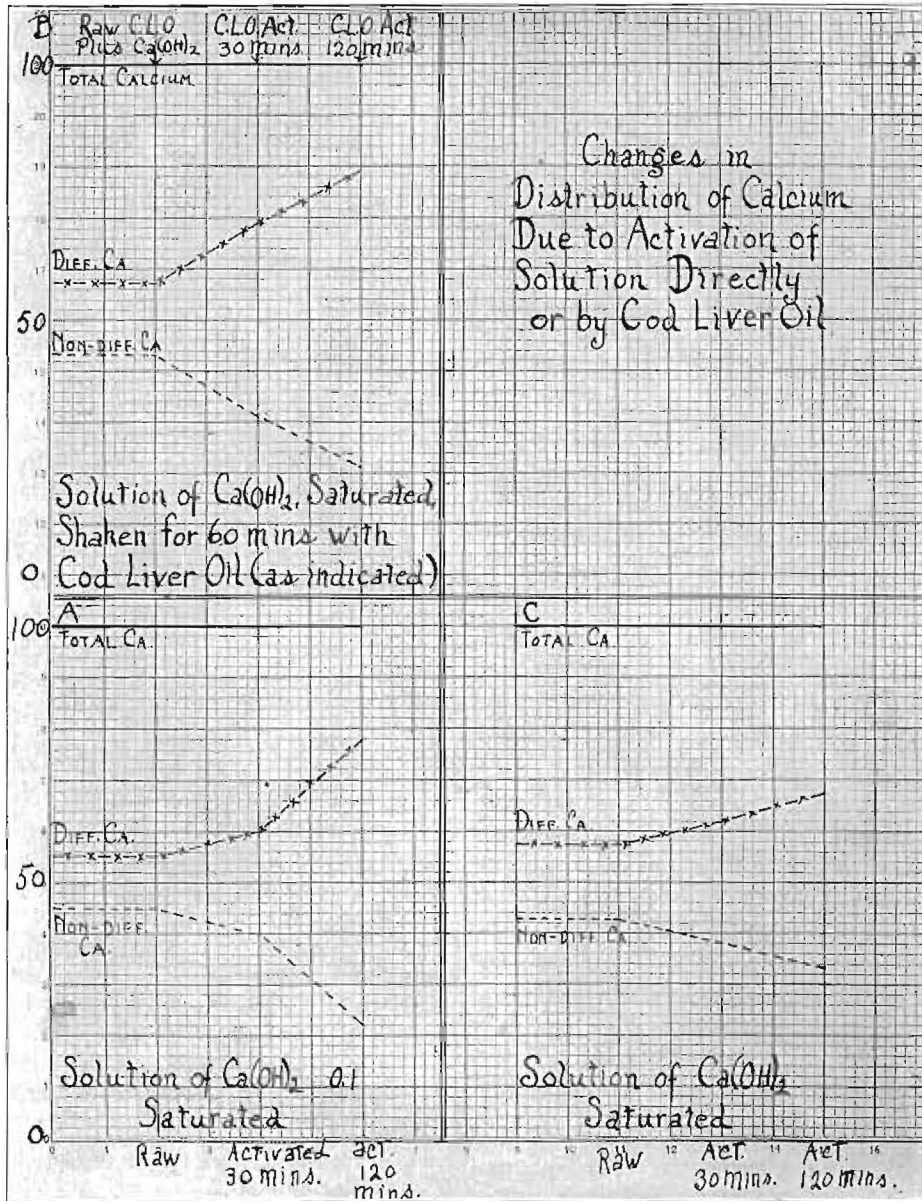 B
Raw C.L.O
Plus Ca(OH)₂
C.L.O. Act.
30 mins.
C.L.O Act
120 mins.
100
TOTAL CALCIUM
DIFF. CA
50
NON-DIFF. CA
Solution of Ca(OH)₂, Saturated,
Shaken for 60 mins with
Cod Liver Oil (as indicated)
0
Changes in
Distribution of Calcium
Due to Activation of
Solution Directly
or by Cod Liver Oil
A
100
TOTAL CA.
DIFF. CA.
50
NON-DIFF.
CA.
Solution of Ca(OH)₂ 0.1
Saturated
0
Raw
Activated
30 mins.
act.
120
mins.
C
TOTAL CA
DIFF. CA.
NON-DIFF CA.
Solution of Ca(OH)₂
Saturated
10
12
14
16
Raw
Act.
30 mins.
Act.
120 mins.